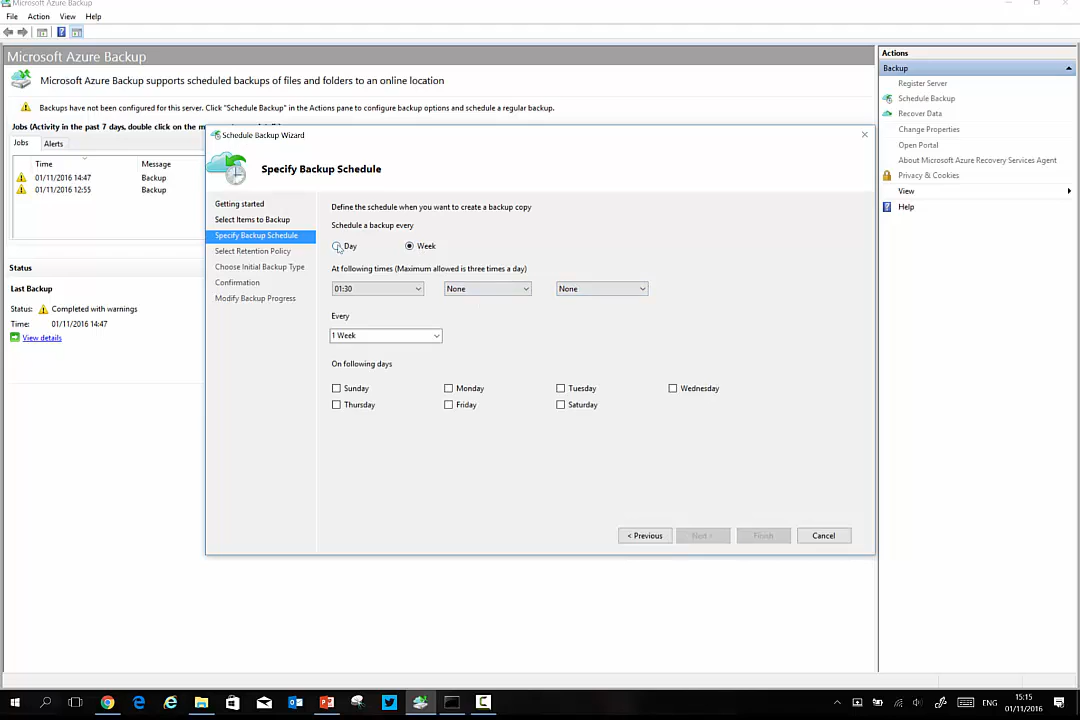 Microsoft Azure Backup
File Action View Help
Microsoft Azure Backup
Microsoft Azure Backup supports scheduled backups of files and folders to an online location
Backups have not been configured for this server. Click "Schedule Backup" in the Actions pane to configure backup options and schedule a regular backup.
Jobs (Activity in the past 7 days, double click on the
Jobs Alerts
Time Message
01/11/2016 14:47 Backup
01/11/2016 12:55 Backup
Status
Last Backup
Status: Completed with warnings
Time: 01/11/2016 14:47
View details
Schedule Backup Wizard
Specify Backup Schedule
Getting started
Select Items to Backup
Specify Backup Schedule
Select Retention Policy
Choose Initial Backup Type
Confirmation
Modify Backup Progress
Define the schedule when you want to create a backup copy
Schedule a backup every
Day Week
At following times (Maximum allowed is three times a day)
01:30 None None
Every
1 Week
On following days
Sunday Monday Tuesday Wednesday
Thursday Friday Saturday
< Previous Next > Finish Cancel
Actions
Backup
Register Server
Schedule Backup
Recover Data
Change Properties
Open Portal
About Microsoft Azure Recovery Services Agent
Privacy & Cookies
View
Help
ENG
15:15
01/11/2016